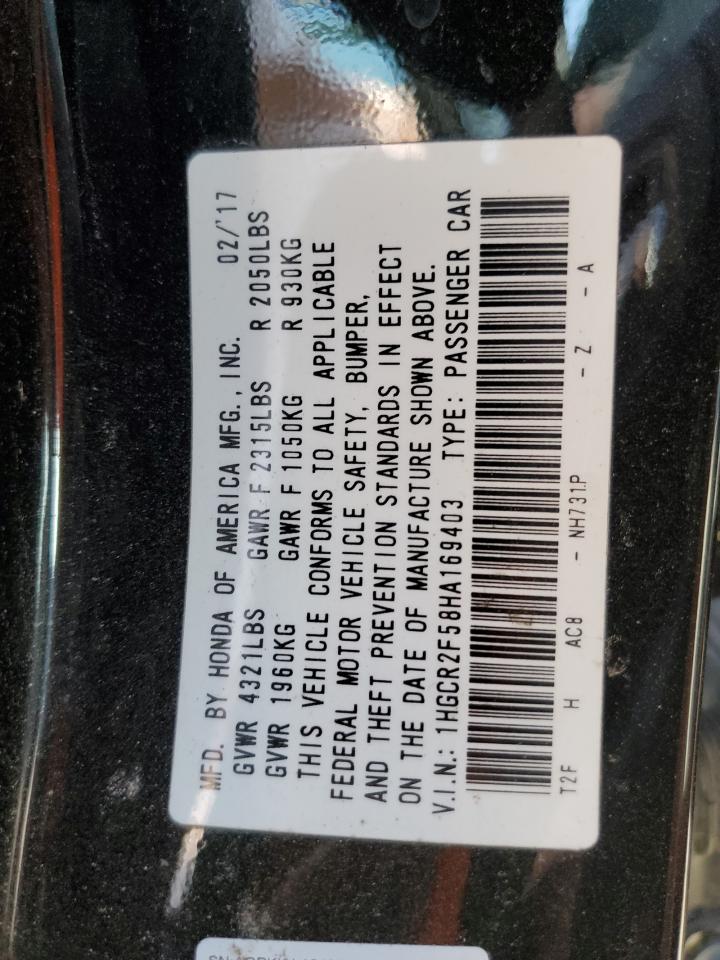 MFD. BY HONDA OF AMERICA MFG., INC. 02/'17
GVWR 4321LBS GAWR F 2315LBS R 2050LBS
GVWR 1960KG GAWR F 1050KG R 930KG
THIS VEHICLE CONFORMS TO ALL APPLICABLE
FEDERAL MOTOR VEHICLE SAFETY, BUMPER,
AND THEFT PREVENTION STANDARDS IN EFFECT
ON THE DATE OF MANUFACTURE SHOWN ABOVE.
V.I.N.: 1HGCR2F58HA169403 TYPE: PASSENGER CAR
T2F H AC8 - NH731P - Z - A